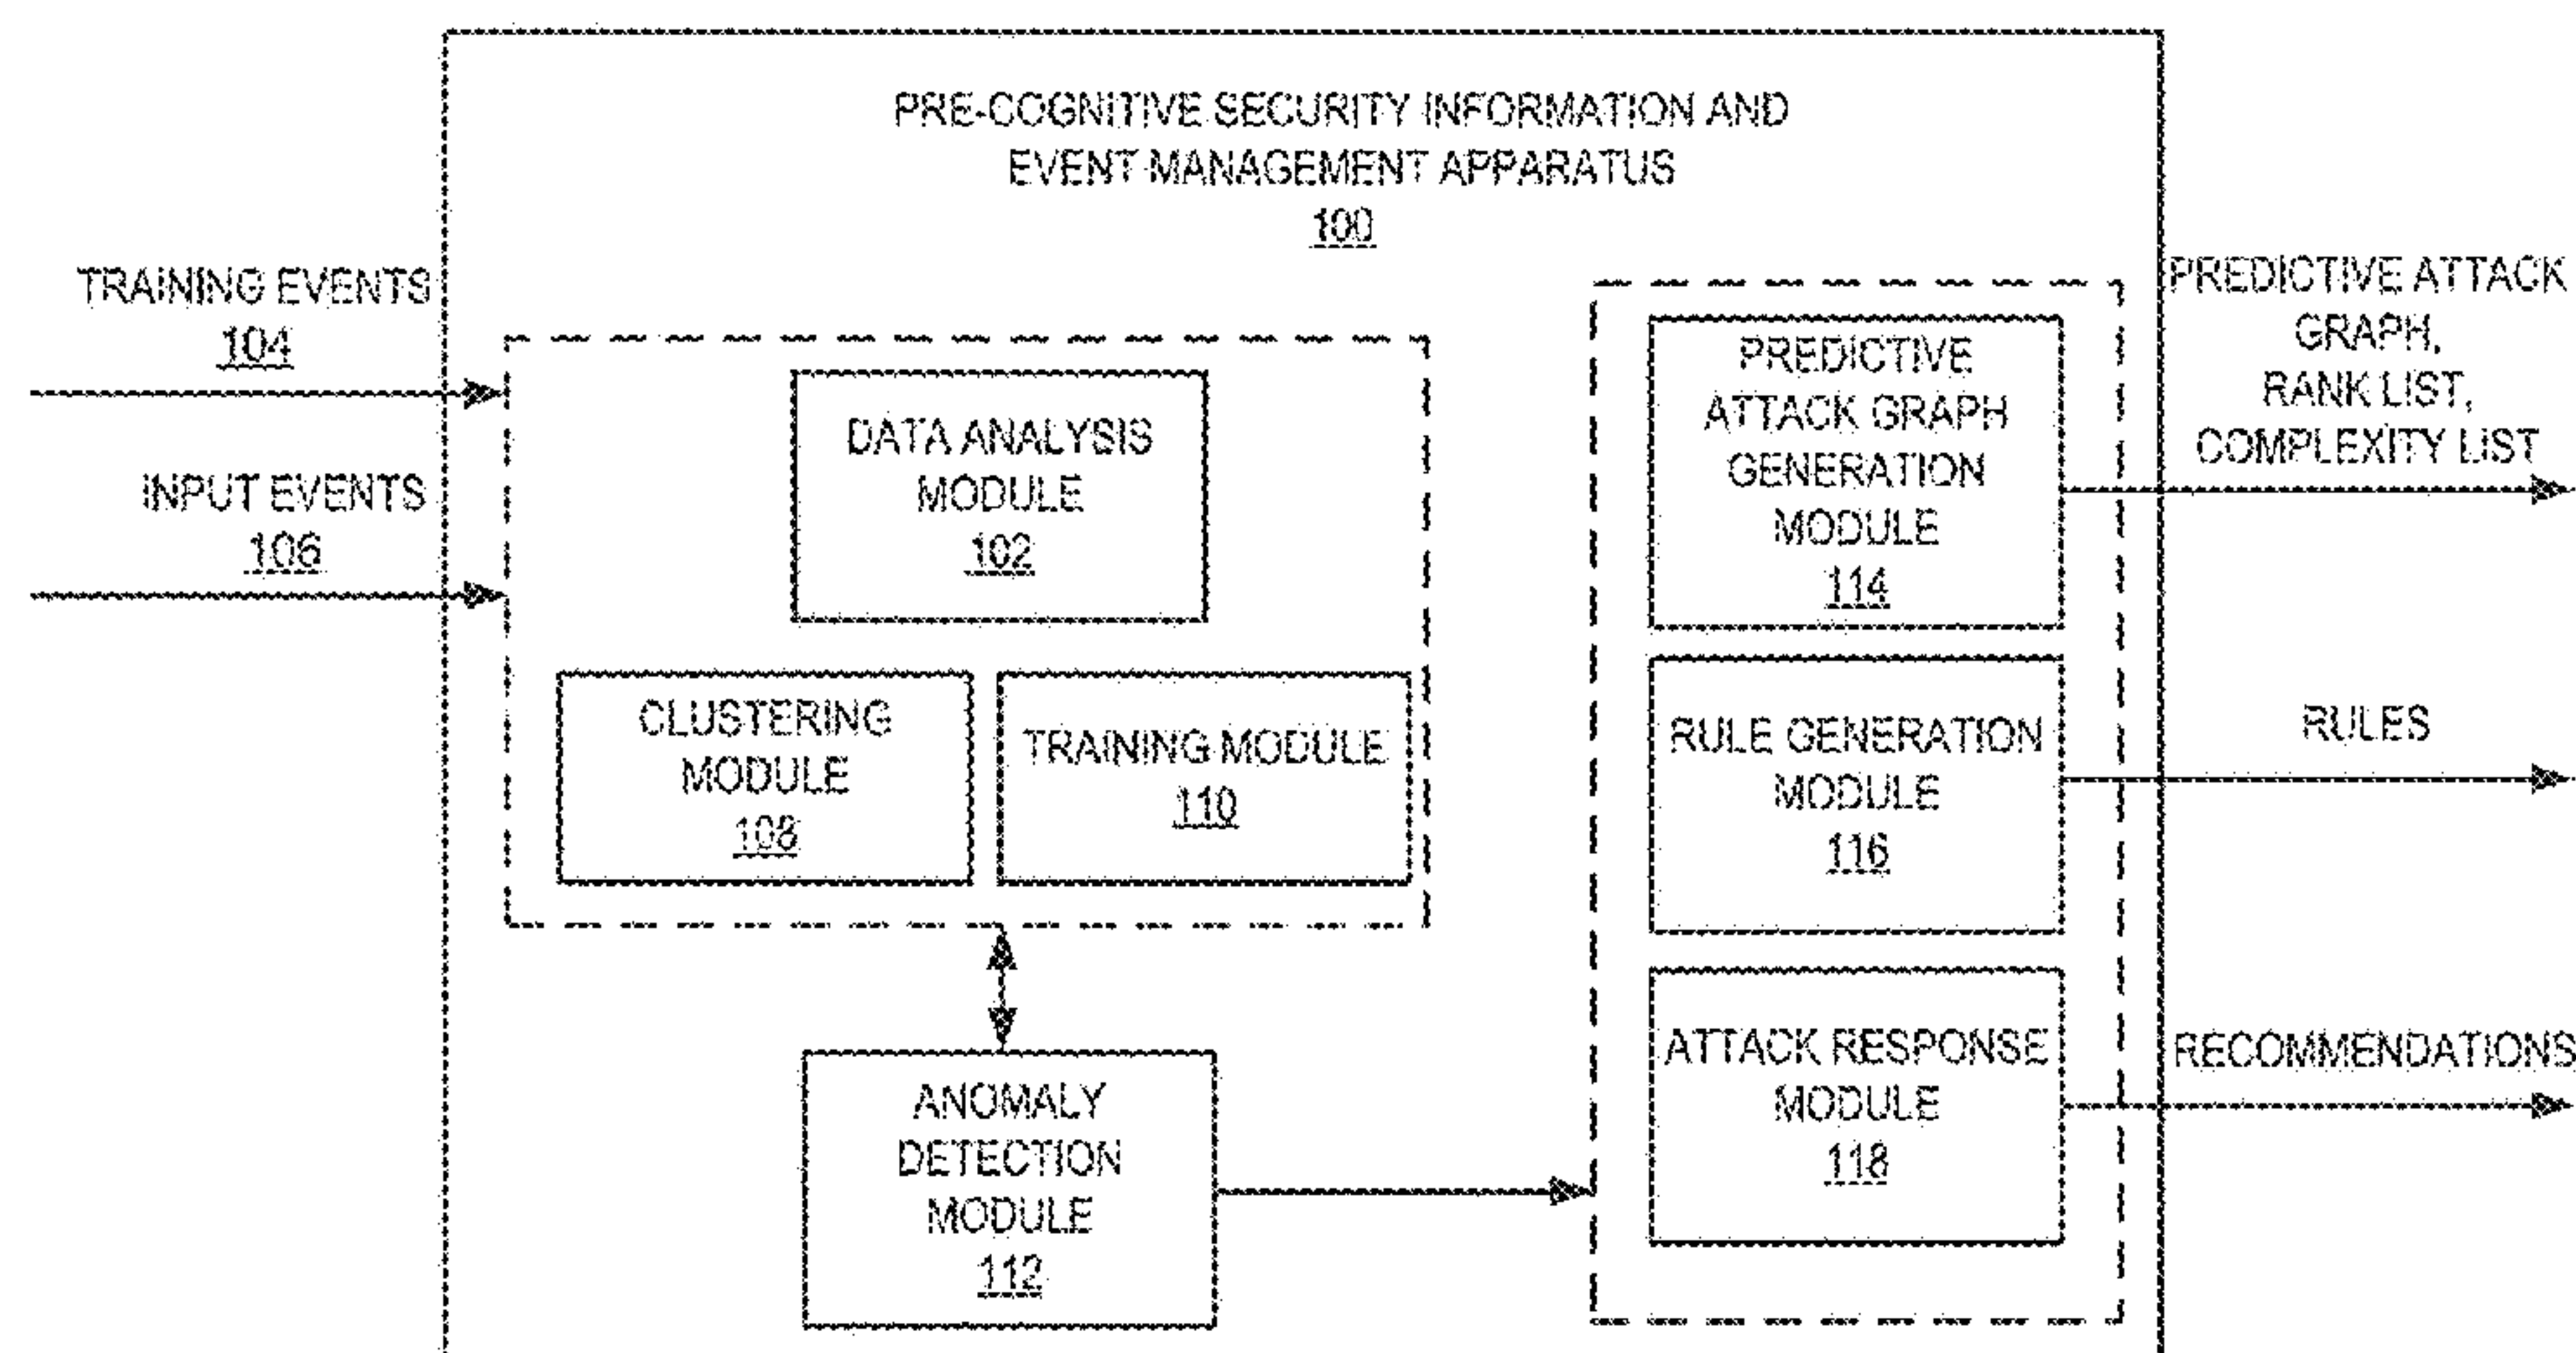 PRE-COGNITIVE SECURITY INFORMATION AND
EVENT MANAGEMENT APPARATUS
100
TRAINING EVENTS
104
INPUT EVENTS
106
DATA ANALYSIS
MODULE
102
CLUSTERING
MODULE
108
TRAINING MODULE
110
ANOMALY
DETECTION
MODULE
112
PREDICTIVE
ATTACK GRAPH
GENERATION
MODULE
114
RULE GENERATION
MODULE
116
ATTACK RESPONSE
MODULE
118
PREDICTIVE ATTACK
GRAPH,
RANK LIST,
COMPLEXITY LIST
RULES
RECOMMENDATIONS